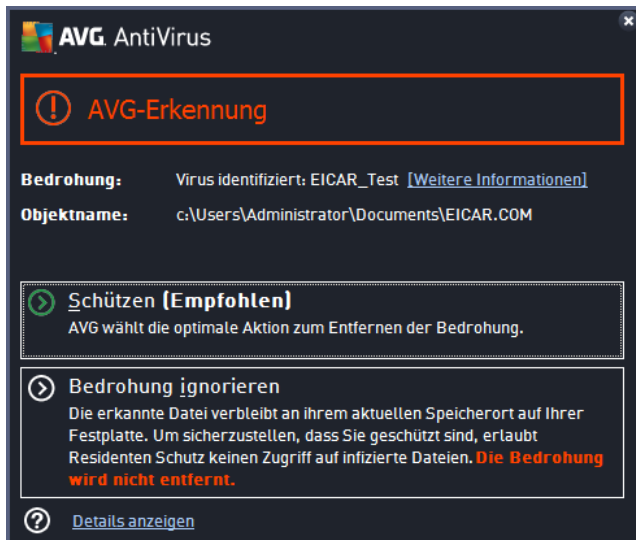 AVG. AntiVirus
AVG-Erkennung
Bedrohung: Virus identifiziert: EICAR_Test [Weitere Informationen]
Objektname: c:\Users\Administrator\Documents\EICAR.COM
Schützen (Empfohlen)
AVG wählt die optimale Aktion zum Entfernen der Bedrohung.
Bedrohung ignorieren
Die erkannte Datei verbleibt an ihrem aktuellen Speicherort auf Ihrer
Festplatte. Um sicherzustellen, dass Sie geschützt sind, erlaubt
Residenten Schutz keinen Zugriff auf infizierte Dateien. Die Bedrohung
wird nicht entfernt.
Details anzeigen